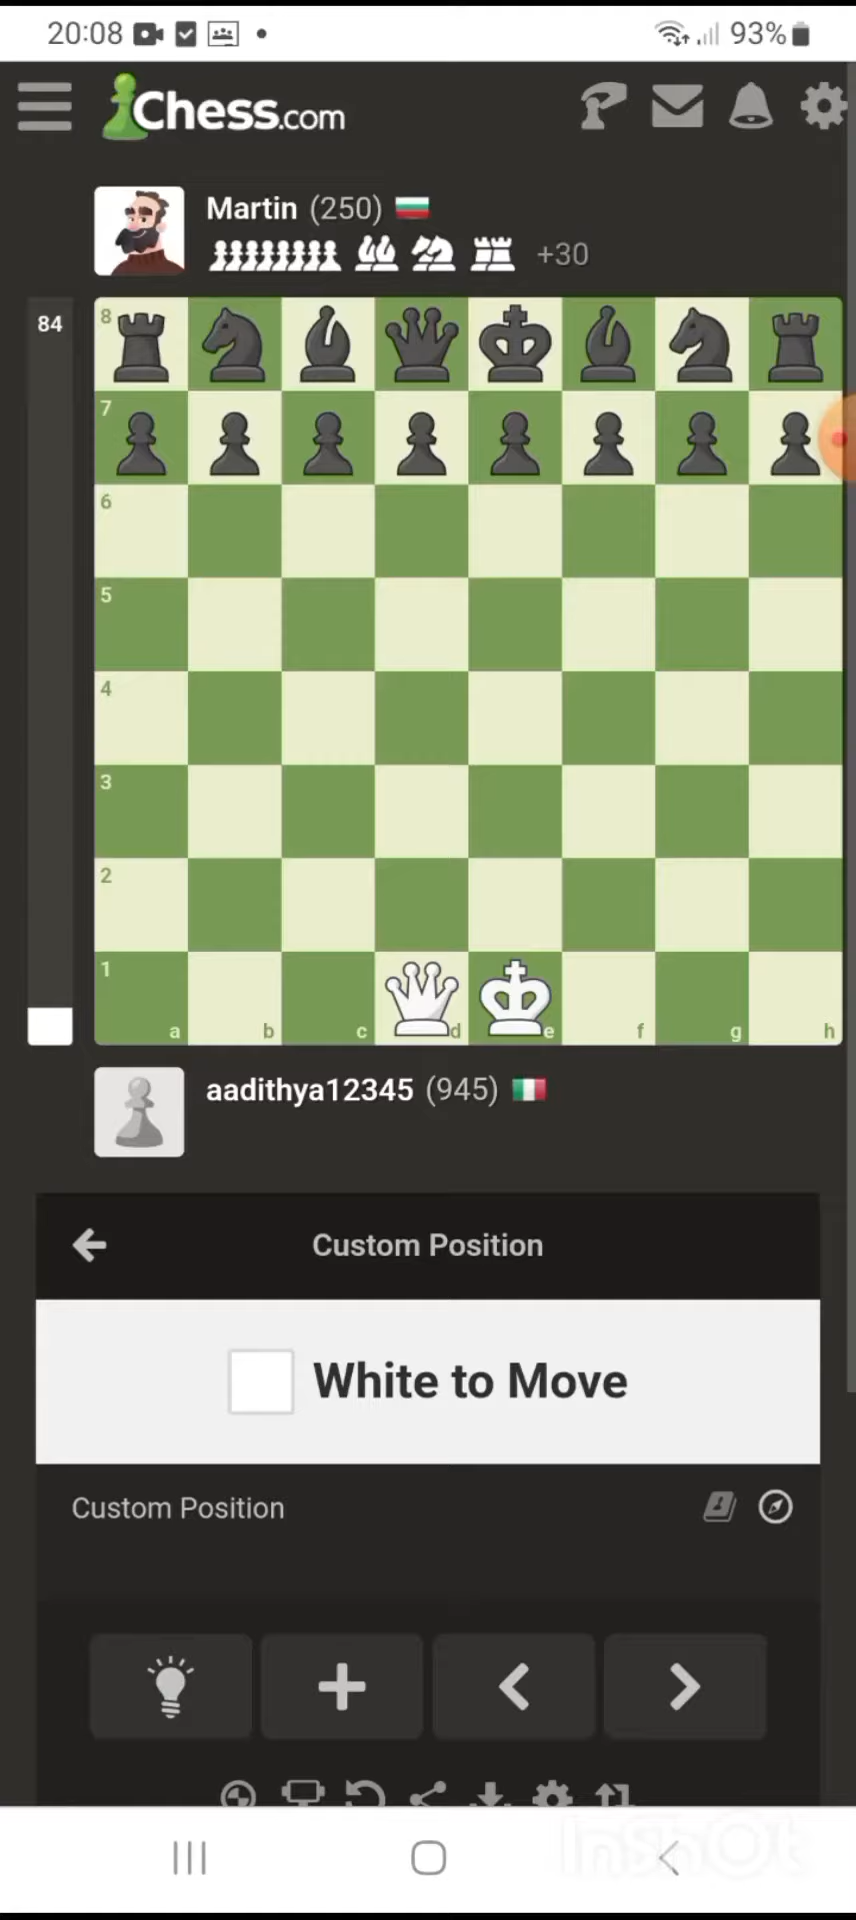 20:08 93%
Chess.com
Martin (250)
+30
84
8
7
6
5
4
3
2
1
a b c d e f g h
aadithya12345 (945)
Custom Position
White to Move
Custom Position
InShOt